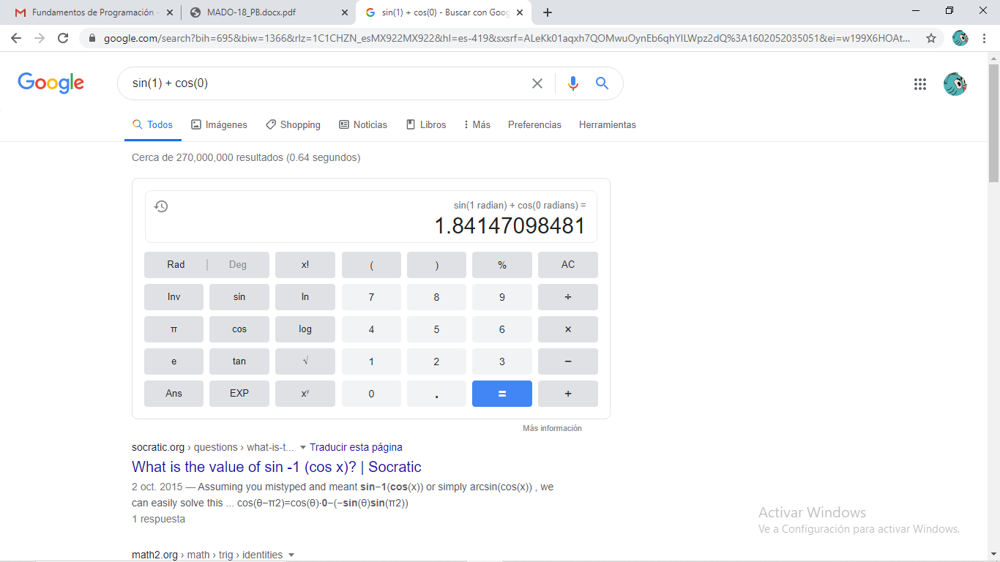 Fundamentos de Programación -
MADO-18_PB.docx.pdf
sin(1) + cos(0) - Buscar con Goog
google.com/search?bih=695&biw=1366&rlz=1C1CHZN_esMX922MX922&hl=es-419&sxsrf=ALeKk01aqxh7QOMwuOynEb6qhYILWpz2dQ%3A1602052035051&ei=w199X6HOAt...
Google
sin(1) + cos(0)
Todos Imágenes Shopping Noticias Libros Más Preferencias Herramientas
Cerca de 270,000,000 resultados (0.64 segundos)
sin(1 radian) + cos(0 radians) =
1.84147098481
Rad | Deg x! ( ) % AC
Inv sin ln 7 8 9 ÷
π cos log 4 5 6 ×
e tan √ 1 2 3 −
Ans EXP xʸ 0 . = +
Más información
socratic.org › questions › what-is-t... Traducir esta página
What is the value of sin -1 (cos x)? | Socratic
2 oct. 2015 — Assuming you mistyped and meant sin−1(cos(x)) or simply arcsin(cos(x)) , we
can easily solve this ... cos(θ−π2)=cos(θ)·0−(−sin(θ)sin(π2))
1 respuesta
math2.org › math › trig › identities
Activar Windows
Ve a Configuración para activar Windows.